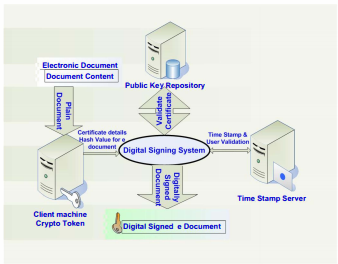 Electronic Document
Document Content
Public Key Repository
Plain
Document
Validate
Certificate
Certificate details
Hash Value for e
document
Digital Signing System
Time Stamp &
User Validation
Digitally
Signed
Document
Client machine
Crypto Token
Time Stamp Server
Digital Signed e Document